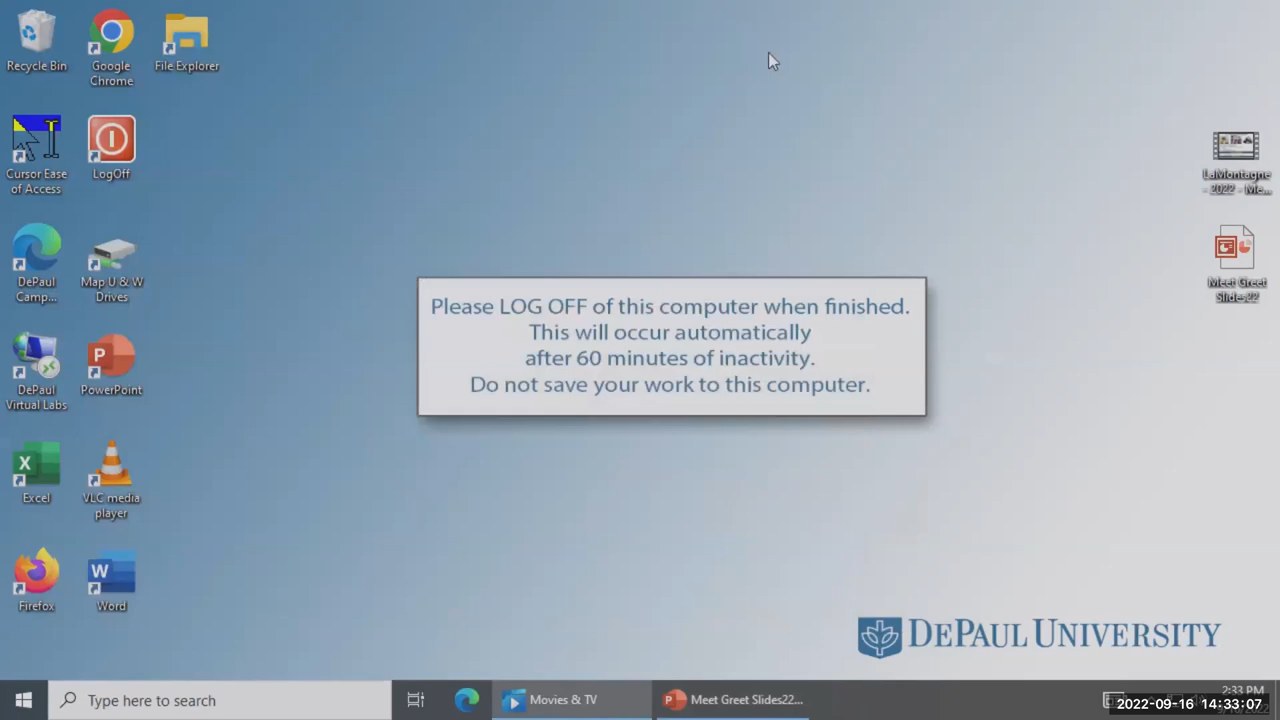 Recycle Bin
Google
Chrome
File Explorer
Cursor Ease
of Access
LogOff
DePaul
Camp...
Map U & W
Drives
DePaul
Virtual Labs
PowerPoint
Excel
VLC media
player
Firefox
Word
Please LOG OFF of this computer when finished.
This will occur automatically
after 60 minutes of inactivity.
Do not save your work to this computer.
LaMontagne
- 2022 - Me...
Meet Greet
Slides22
DEPAUL UNIVERSITY
Type here to search
Movies & TV
Meet Greet Slides22...
2:33 PM
2022-09-16 14:33:07